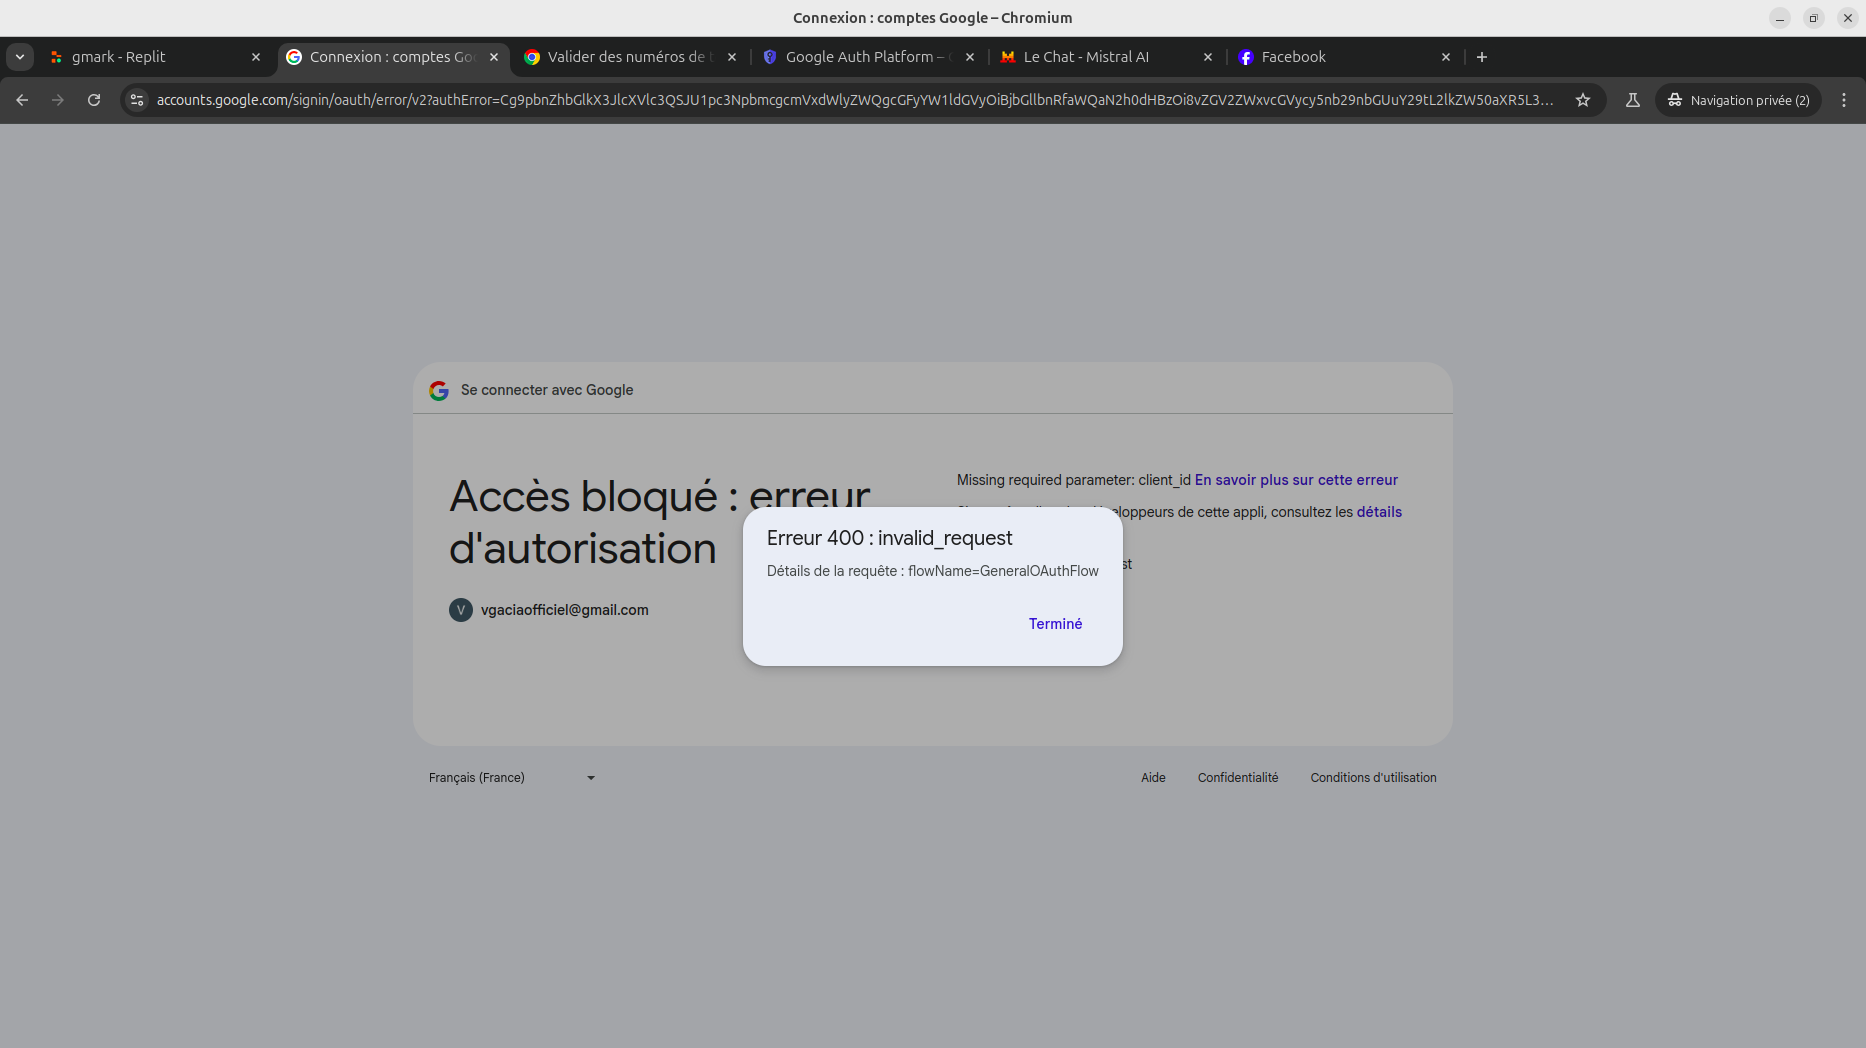 Connexion : comptes Google – Chromium
gmark - Replit
Connexion : comptes Goo
Valider des numéros de t
Google Auth Platform –
Le Chat - Mistral AI
Facebook
accounts.google.com/signin/oauth/error/v2?authError=Cg9pbnZhbGlkX3JlcXVlc3QSJU1pc3NpbmcgcmVxdWlyZWQgcGFyYW1ldGVyOiBjbGllbnRfaWQaN2h0dHBzOi8vZGV2ZWxvcGVycy5nb29nbGUuY29tL2lkZW50aXR5L3...
Navigation privée (2)
Se connecter avec Google
Accès bloqué : erreur
d'autorisation
V
vgaciaofficiel@gmail.com
Missing required parameter: client_id En savoir plus sur cette erreur
eloppeurs de cette appli, consultez les détails
st
Erreur 400 : invalid_request
Détails de la requête : flowName=GeneralOAuthFlow
Terminé
Français (France)
Aide
Confidentialité
Conditions d'utilisation